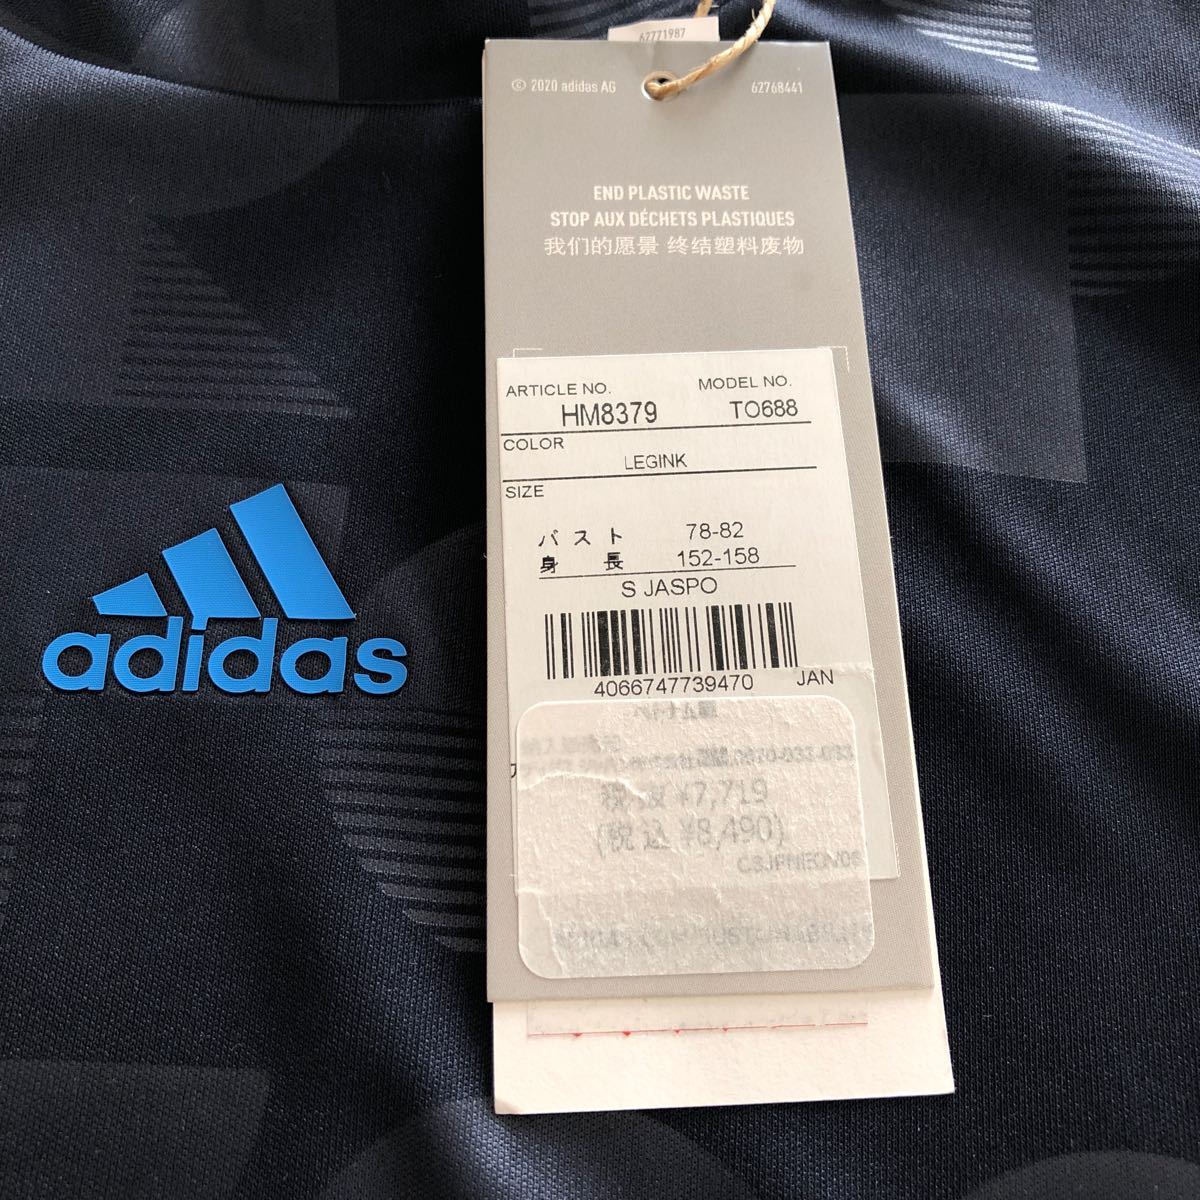 62771987
© 2020 adidas AG 62768441
END PLASTIC WASTE
STOP AUX DÉCHETS PLASTIQUES
我们的愿景 终结塑料废物
ARTICLE NO. MODEL NO.
HM8379 TO688
COLOR
LEGINK
SIZE
バスト 78-82
身長 152-158
S JASPO
4066747739470 JAN
adidas
税抜 ¥7,719
(税込 ¥8,490)